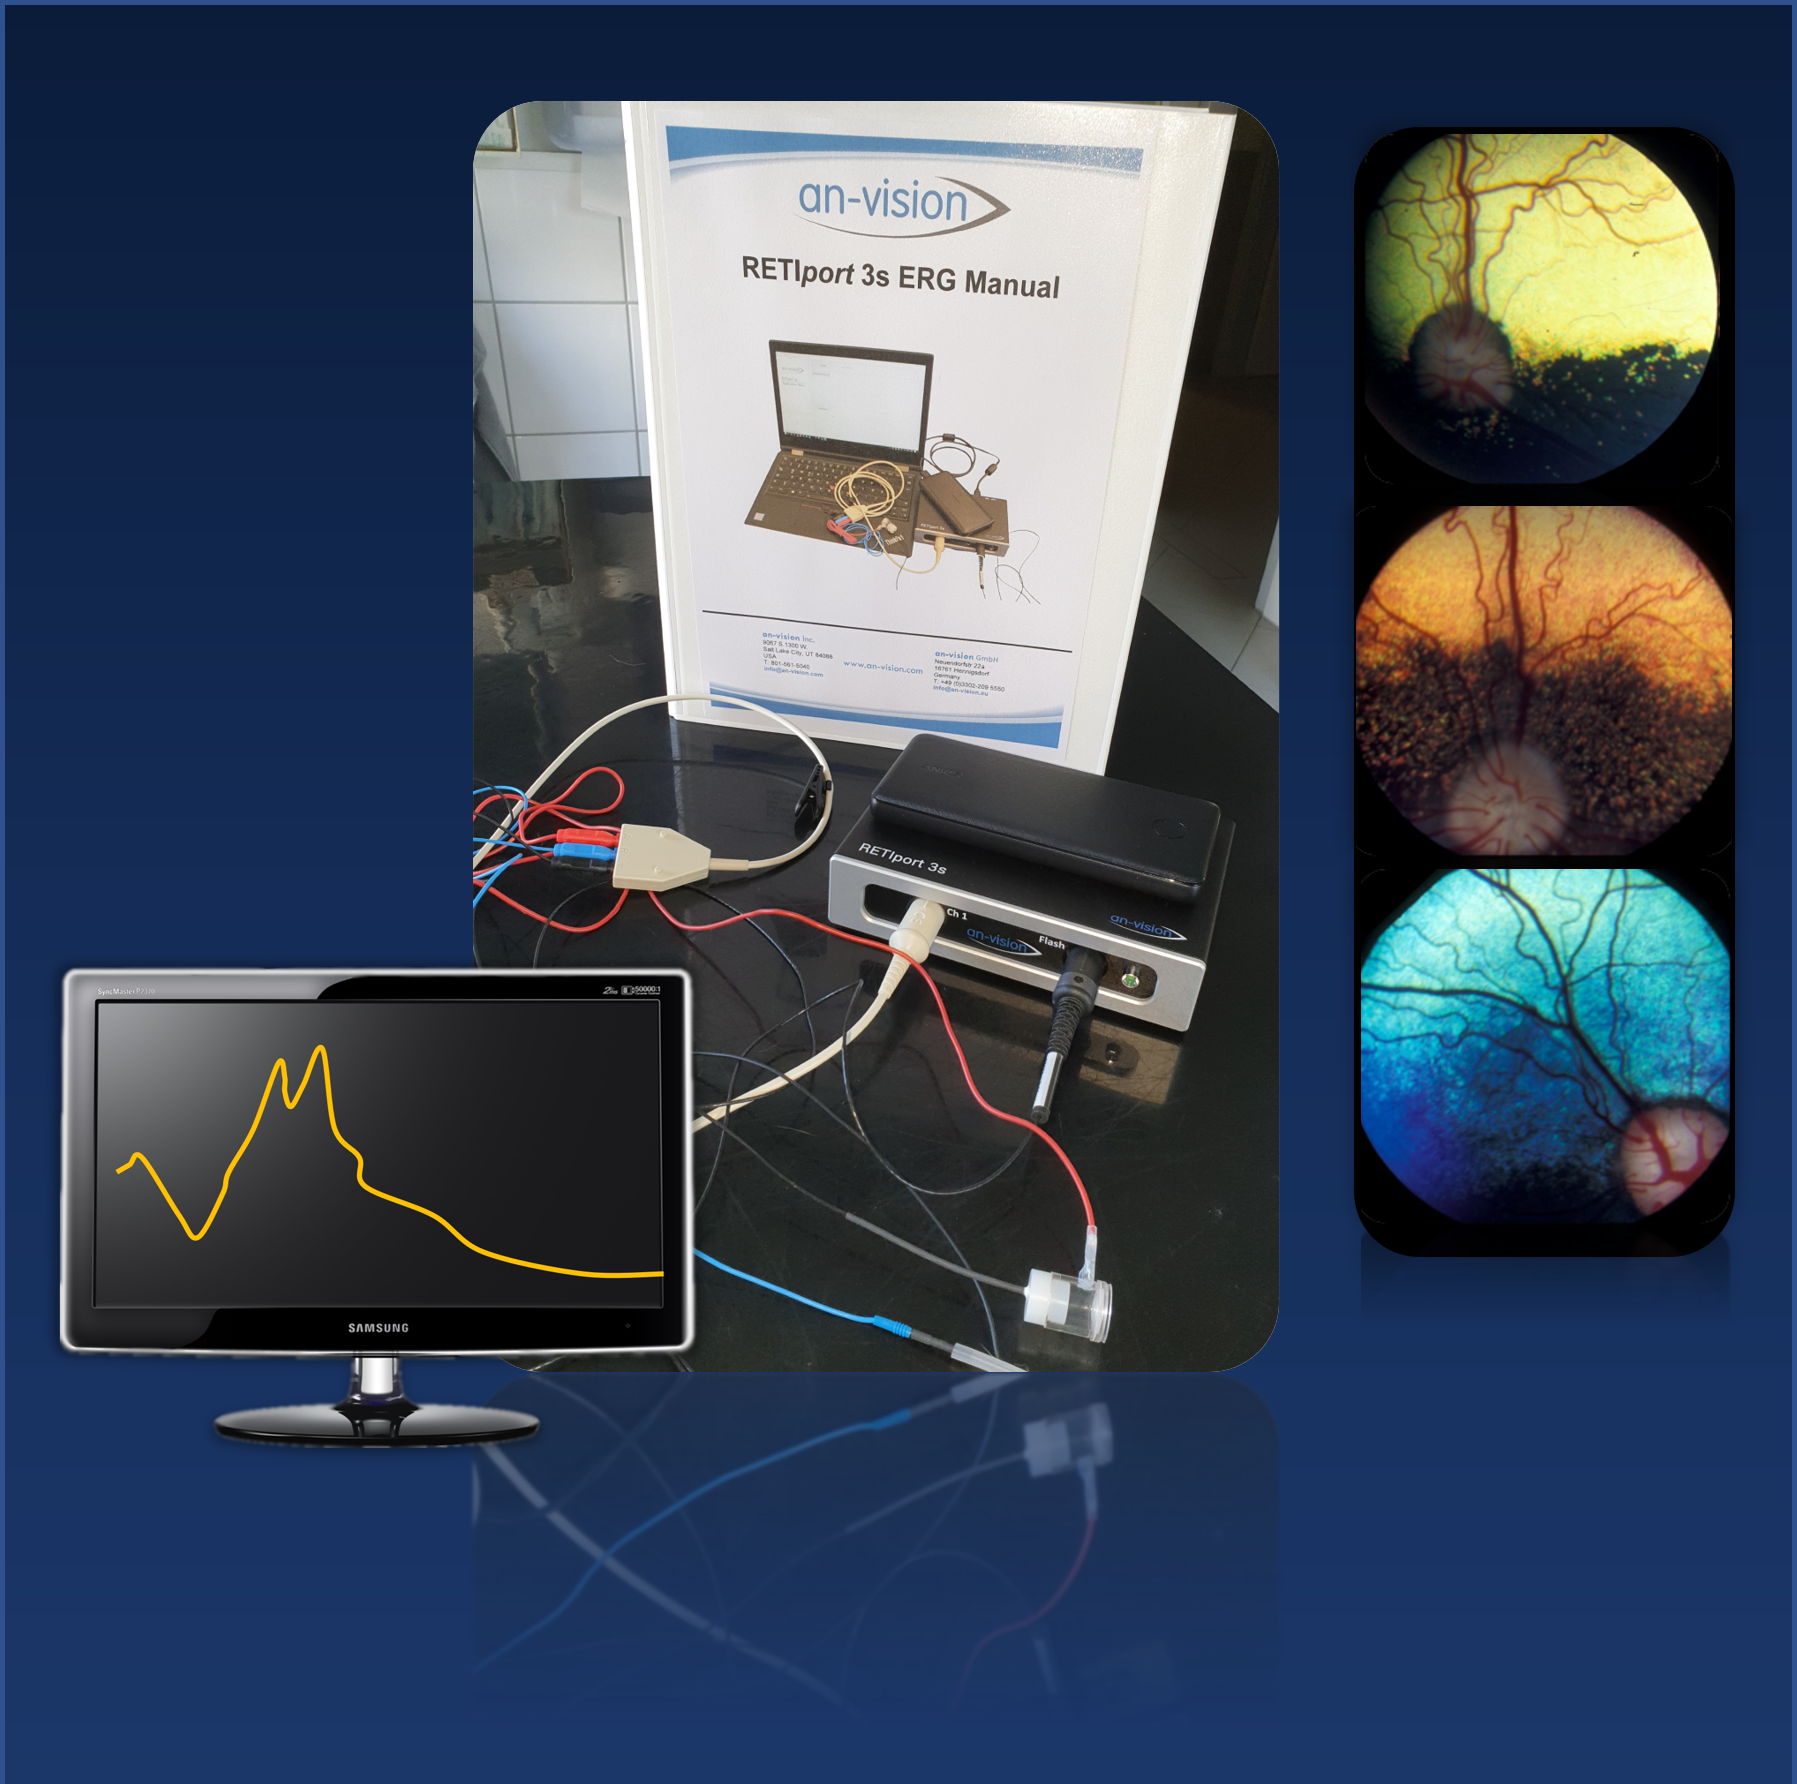 an-vision
RETIport 3s ERG Manual
RETIport 3s
an-vision Inc.
9067 S. 1300 W.
Salt Lake City, UT 84088
USA
T: 801-561-5040
info@an-vision.com
www.an-vision.com
an-vision GmbH
Neuendorfstr 22a
16761 Hennigsdorf
Germany
T: +49 (0)3302-209 5550
info@an-vision.eu
RETIport 3s
Ch 1
an-vision
Flash
an-vision
SyncMaster P2370
2ms
50000:1
SAMSUNG